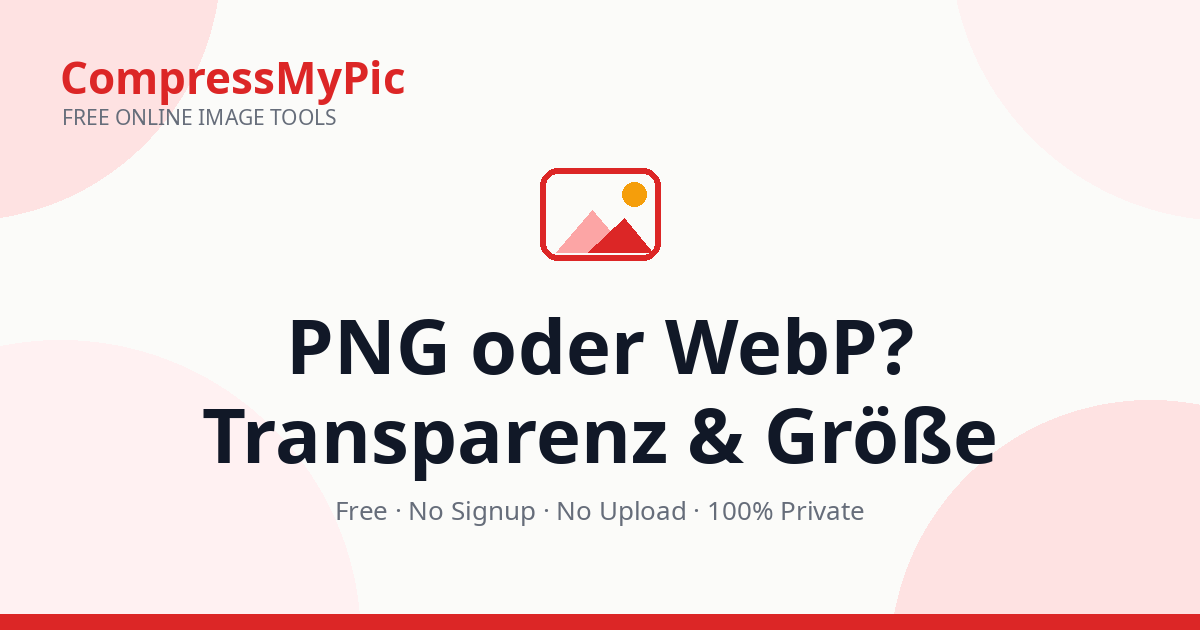 CompressMyPic
FREE ONLINE IMAGE TOOLS
PNG oder WebP?
Transparenz & Größe
Free · No Signup · No Upload · 100% Private